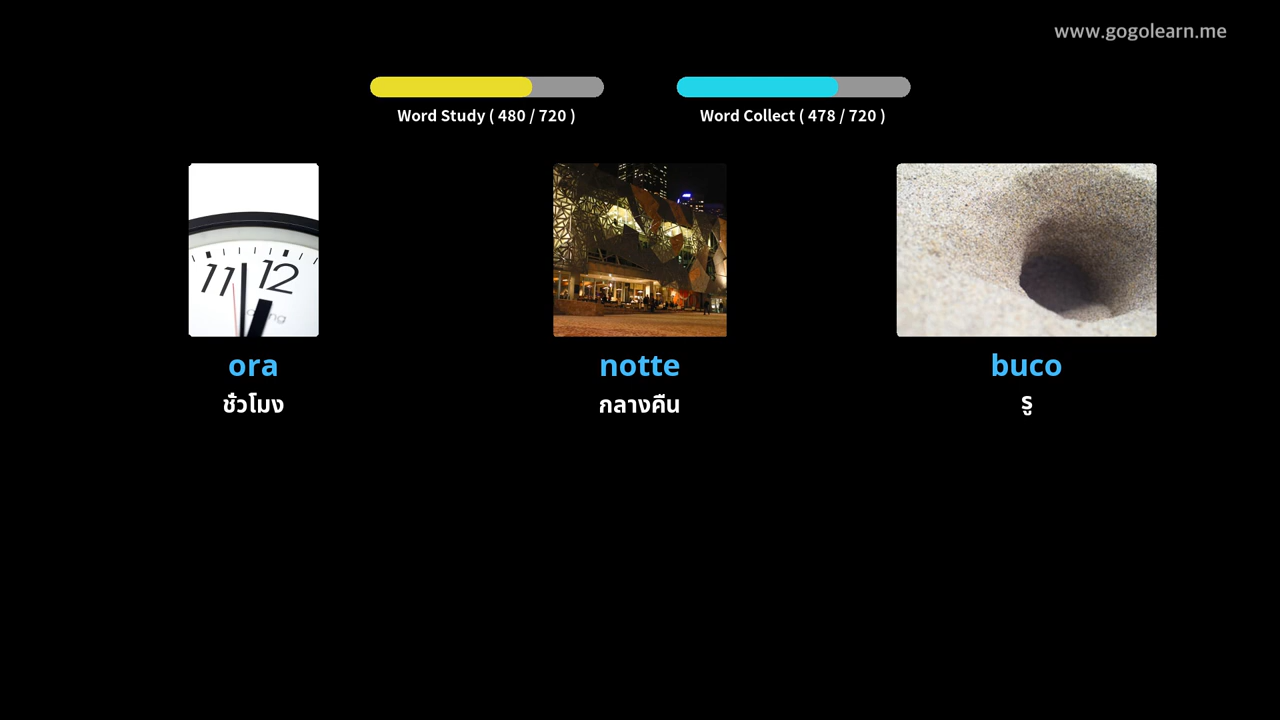 www.gogolearn.me
Word Study ( 480 / 720 )
Word Collect ( 478 / 720 )
11 12
ora
notte
buco
ชั่วโมง
กลางคืน
รู